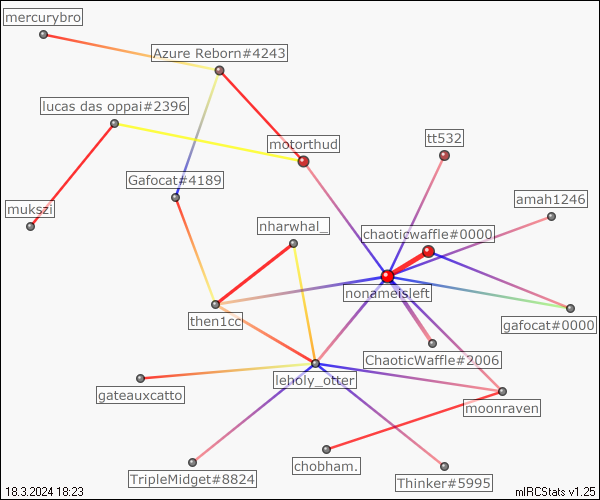 mercurybro
Azure Reborn#4243
lucas das oppai#2396
motorthud
tt532
Gafocat#4189
amah1246
mukszi
nharwhal_
chaoticwaffle#0000
nonameisleft
then1cc
gafocat#0000
ChaoticWaffle#2006
leholy_otter
gateauxcatto
moonraven
chobham.
TripleMidget#8824
Thinker#5995
18.3.2024 18:23
mIRCStats v1.25